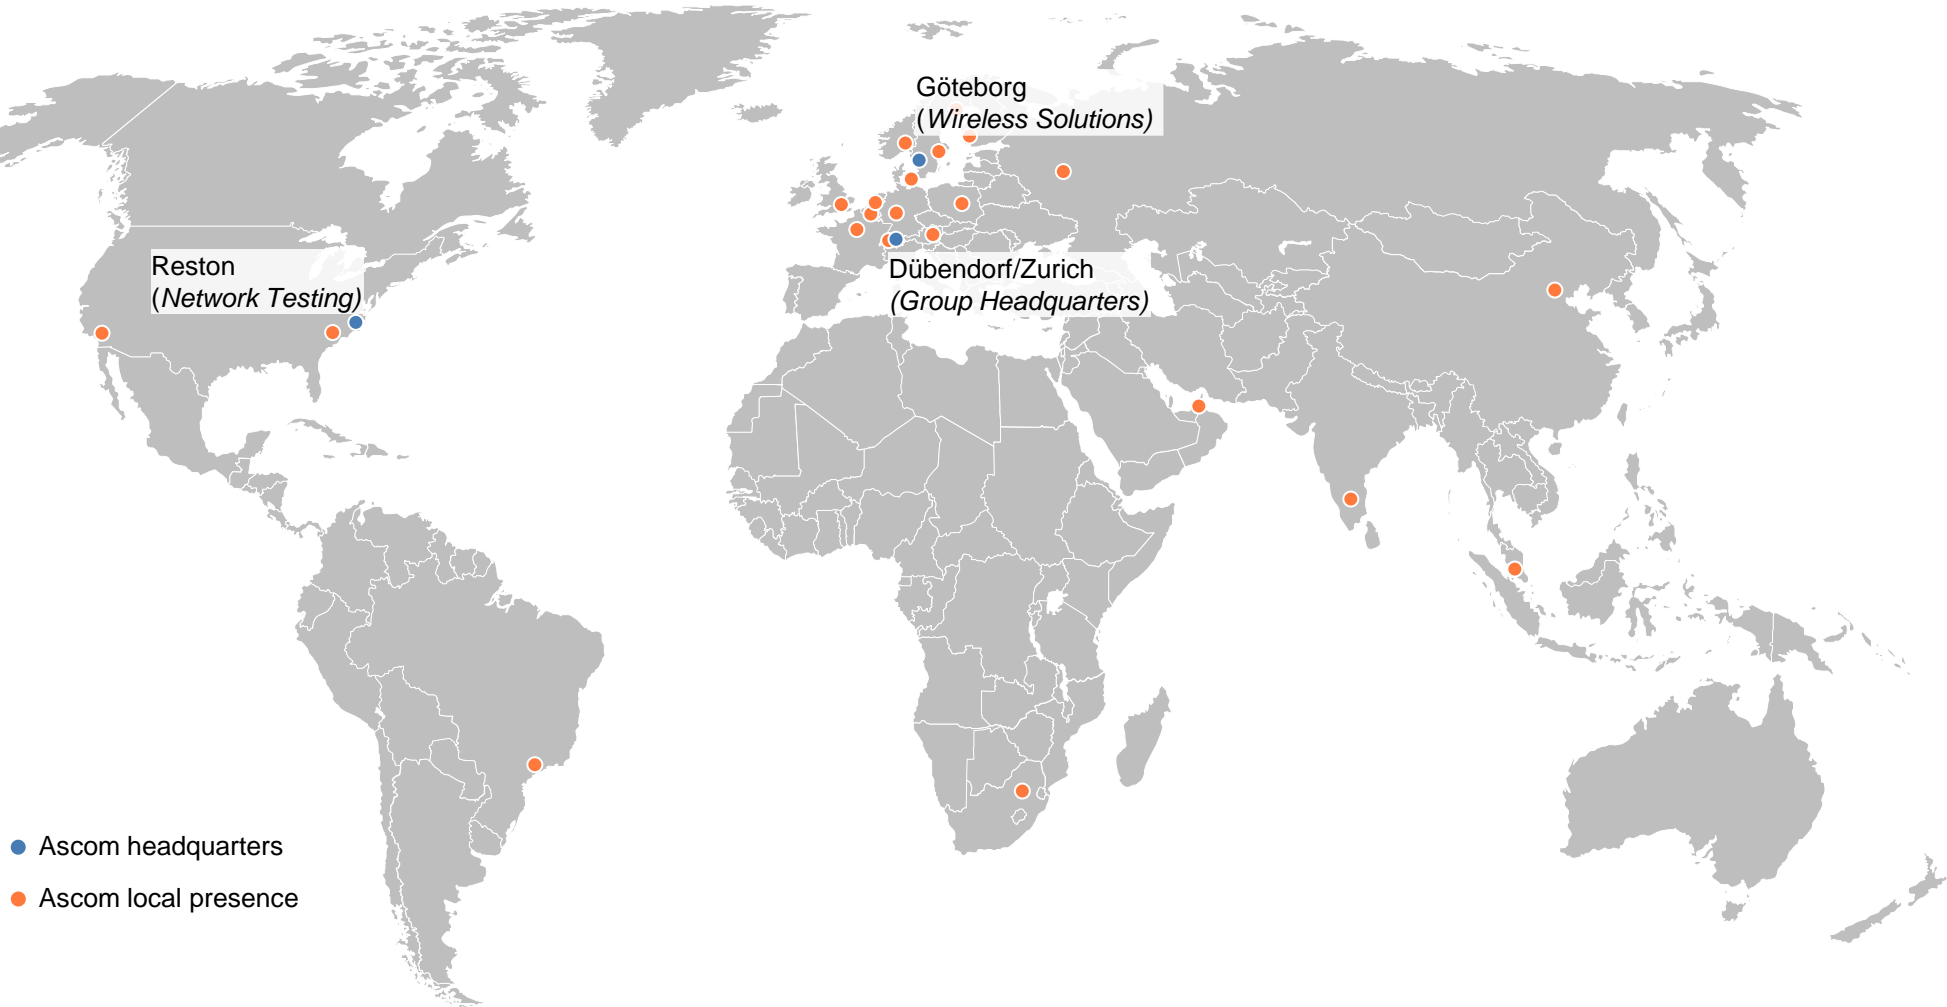 Göteborg
(Wireless Solutions)
Reston
(Network Testing)
Dübendorf/Zurich
(Group Headquarters)
Ascom headquarters
Ascom local presence